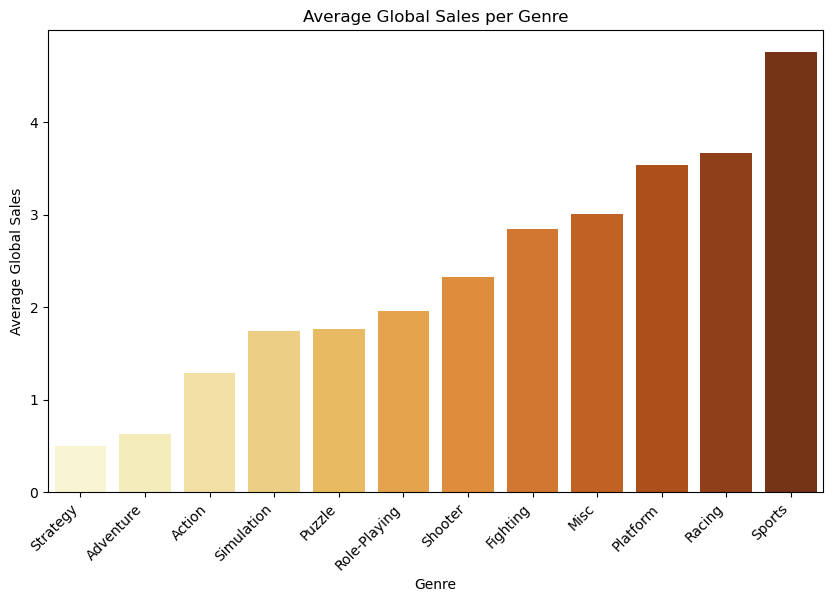 Average Global Sales per Genre
Average Global Sales
4
3
2
1
0
Strategy
Adventure
Action
Simulation
Puzzle
Role-Playing
Shooter
Fighting
Misc
Platform
Racing
Sports
Genre